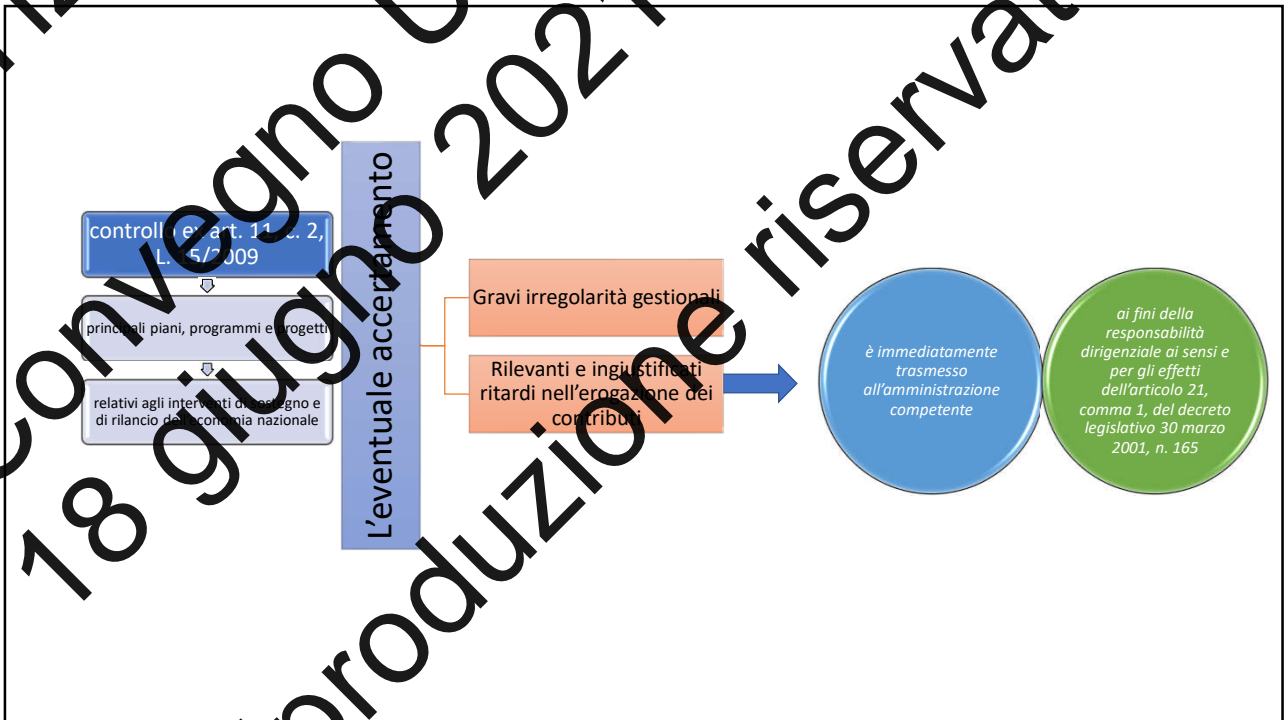 controllo ex art. 11, c. 2,
L. 15/2009
principali piani, programmi e progetti
relativi agli interventi di sostegno e
di rilancio dell'economia nazionale
L'eventuale accertamento
Gravi irregolarità gestionali
Rilevanti e ingiustificati
ritardi nell'erogazione dei
contributi
è immediatamente
trasmesso
all'amministrazione
competente
ai fini della
responsabilità
dirigenziale ai sensi e
per gli effetti
dell'articolo 21,
comma 1, del decreto
legislativo 30 marzo
2001, n. 165
Convegno
18 giugno 2021
produzione riservat